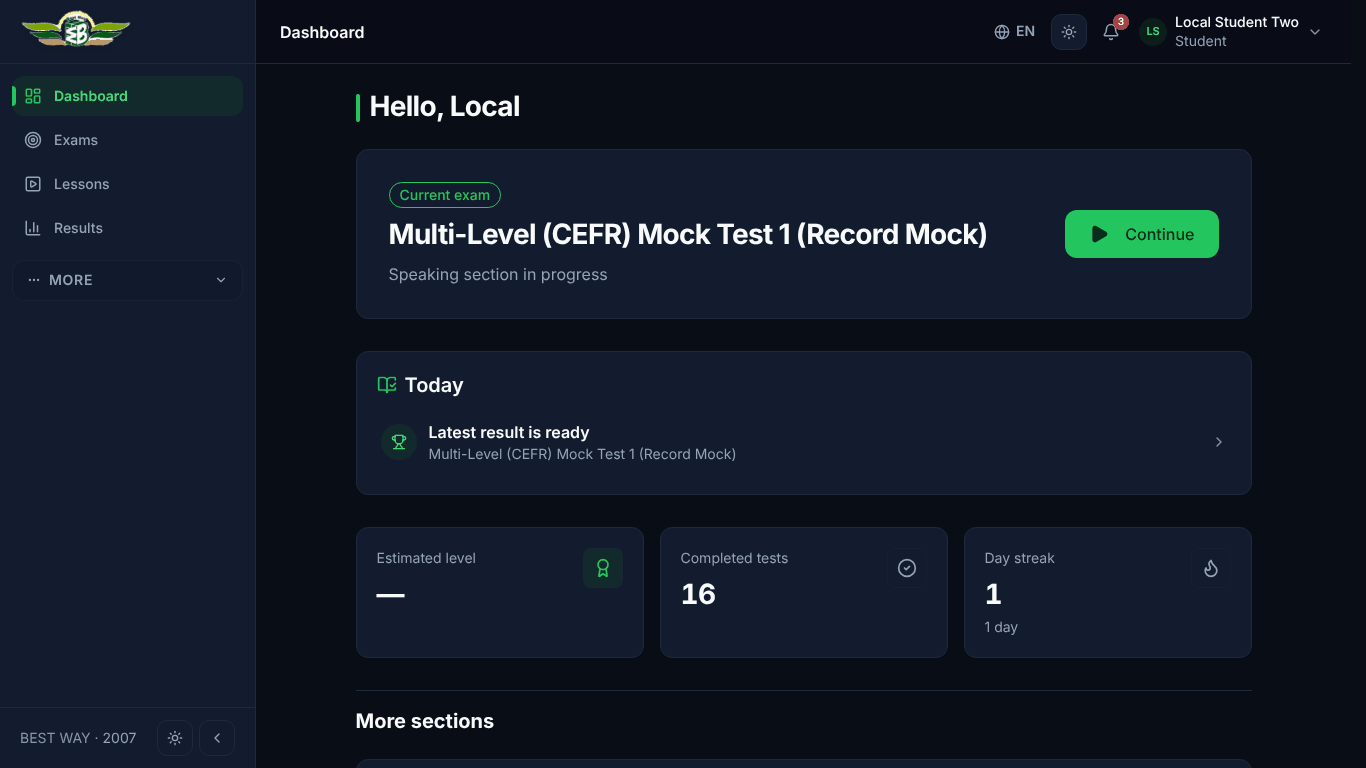 Dashboard
EN
3
LS
Local Student Two
Student
Dashboard
Exams
Lessons
Results
MORE
Hello, Local
Current exam
Multi-Level (CEFR) Mock Test 1 (Record Mock)
Speaking section in progress
Continue
Today
Latest result is ready
Multi-Level (CEFR) Mock Test 1 (Record Mock)
Estimated level
—
Completed tests
16
Day streak
1
1 day
More sections
BEST WAY · 2007